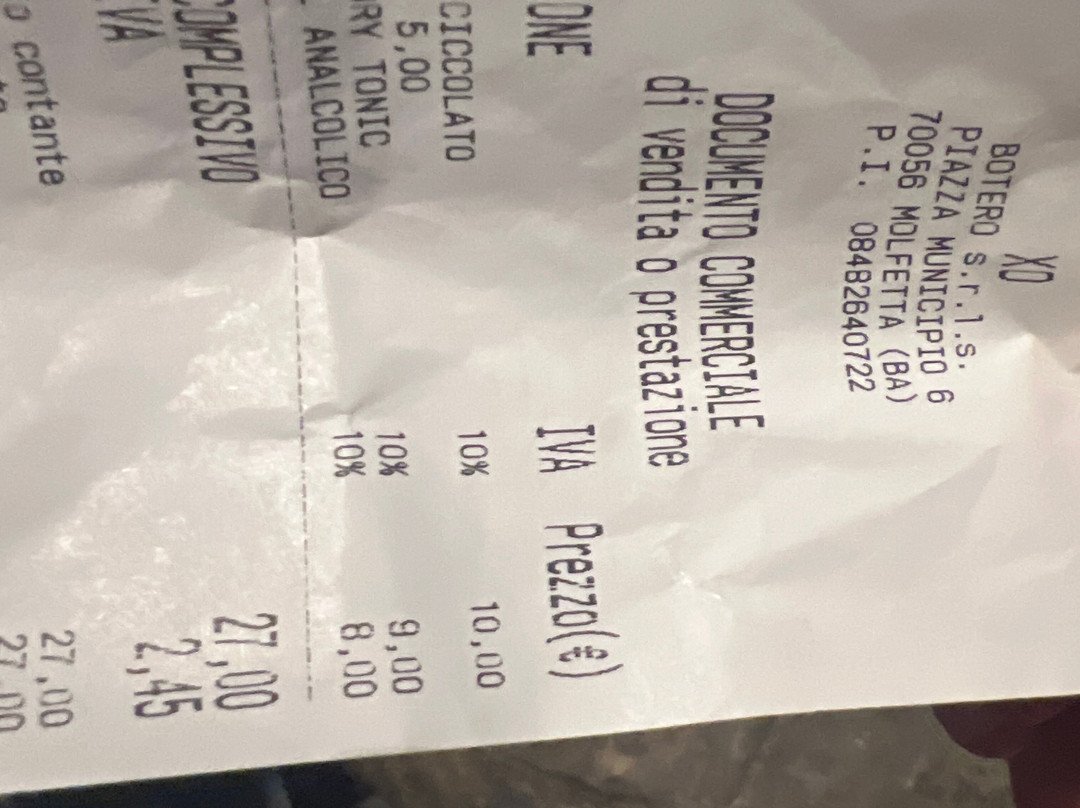 XO
BOTERO s.r.l.s.
PIAZZA MUNICIPIO 6
70056 MOLFETTA (BA)
P.I. 08482640722
DOCUMENTO COMMERCIALE
di vendita o prestazione
ONE IVA Prezzo(€)
CICCOLATO 10% 10,00
5,00
RY TONIC 10% 9,00
ANALCOLICO 10% 8,00
COMPLESSIVO 27,00
VA 2,45
o contante 27,00
27,00